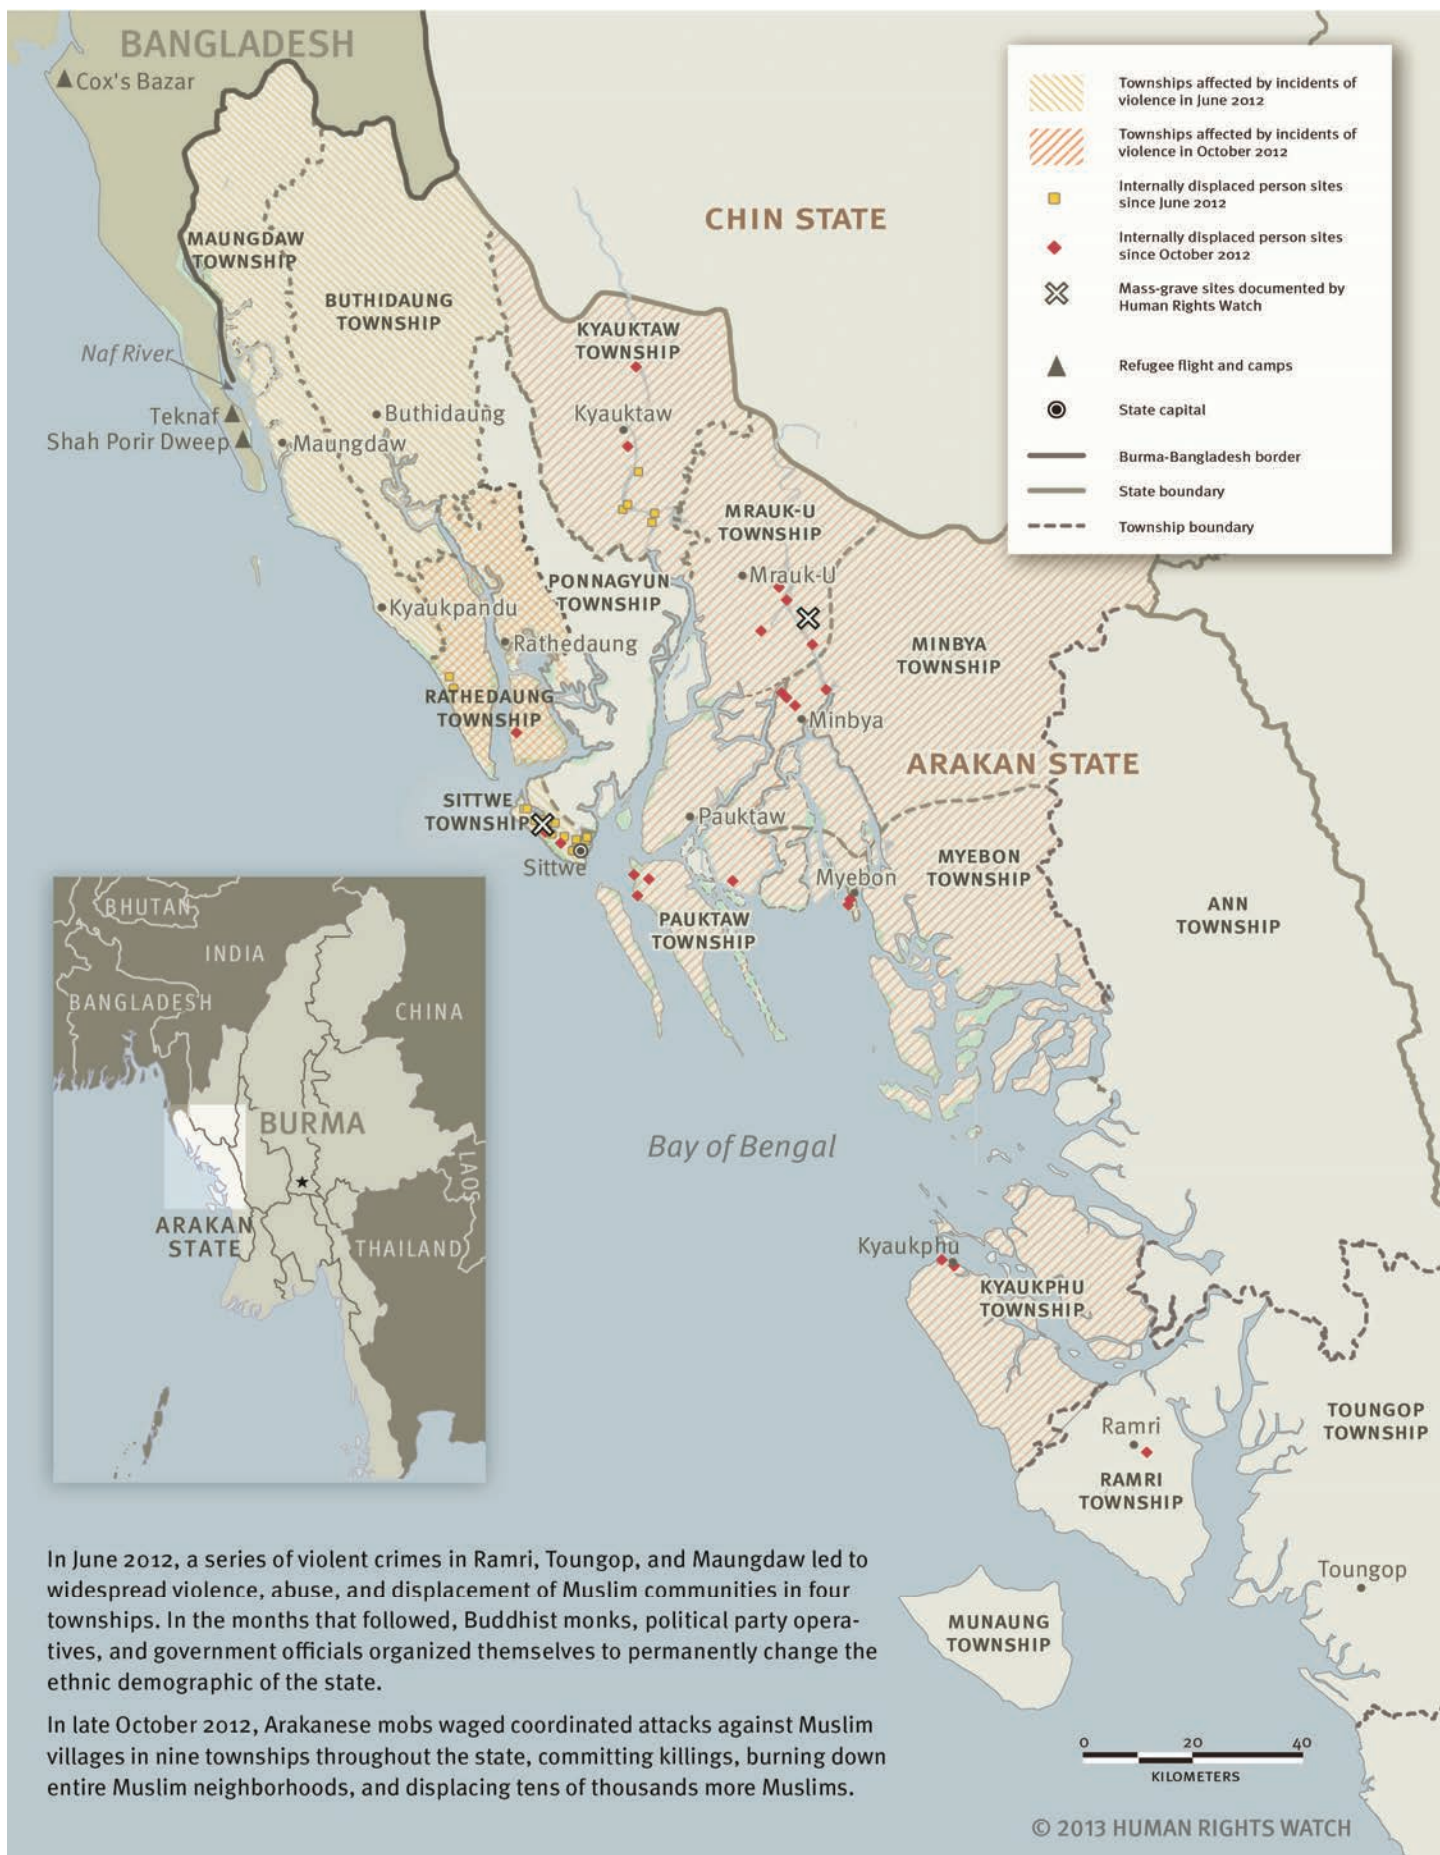 BANGLADESH
Cox's Bazar
Townships affected by incidents of
violence in June 2012
Townships affected by incidents of
violence in October 2012
Internally displaced person sites
since June 2012
Internally displaced person sites
since October 2012
Mass-grave sites documented by
Human Rights Watch
Refugee flight and camps
State capital
Burma-Bangladesh border
State boundary
Township boundary
CHIN STATE
MAUNGDAW
TOWNSHIP
BUTHIDAUNG
TOWNSHIP
KYAUKTAW
TOWNSHIP
Naf River
Teknaf
Shah Porir Dweep
Buthidaung
Maungdaw
Kyauktaw
MRAUK-U
TOWNSHIP
Mrauk-U
PONNAGYUN
TOWNSHIP
Kyaukpandu
Rathedaung
MINBYA
TOWNSHIP
RATHEDAUNG
TOWNSHIP
Minbya
ARAKAN STATE
SITTWE
TOWNSHIP
Sittwe
Pauktaw
MYEBON
TOWNSHIP
Myebon
PAUKTAW
TOWNSHIP
ANN
TOWNSHIP
BHUTAN
INDIA
BANGLADESH
CHINA
BURMA
LAOS
ARAKAN
STATE
THAILAND
Bay of Bengal
Kyaukphu
KYAUKPHU
TOWNSHIP
Ramri
RAMRI
TOWNSHIP
TOUNGOP
TOWNSHIP
Toungop
MUNAUNG
TOWNSHIP
In June 2012, a series of violent crimes in Ramri, Toungop, and Maungdaw led to
widespread violence, abuse, and displacement of Muslim communities in four
townships. In the months that followed, Buddhist monks, political party opera-
tives, and government officials organized themselves to permanently change the
ethnic demographic of the state.
In late October 2012, Arakanese mobs waged coordinated attacks against Muslim
villages in nine townships throughout the state, committing killings, burning down
entire Muslim neighborhoods, and displacing tens of thousands more Muslims.
0 20 40
KILOMETERS
© 2013 HUMAN RIGHTS WATCH